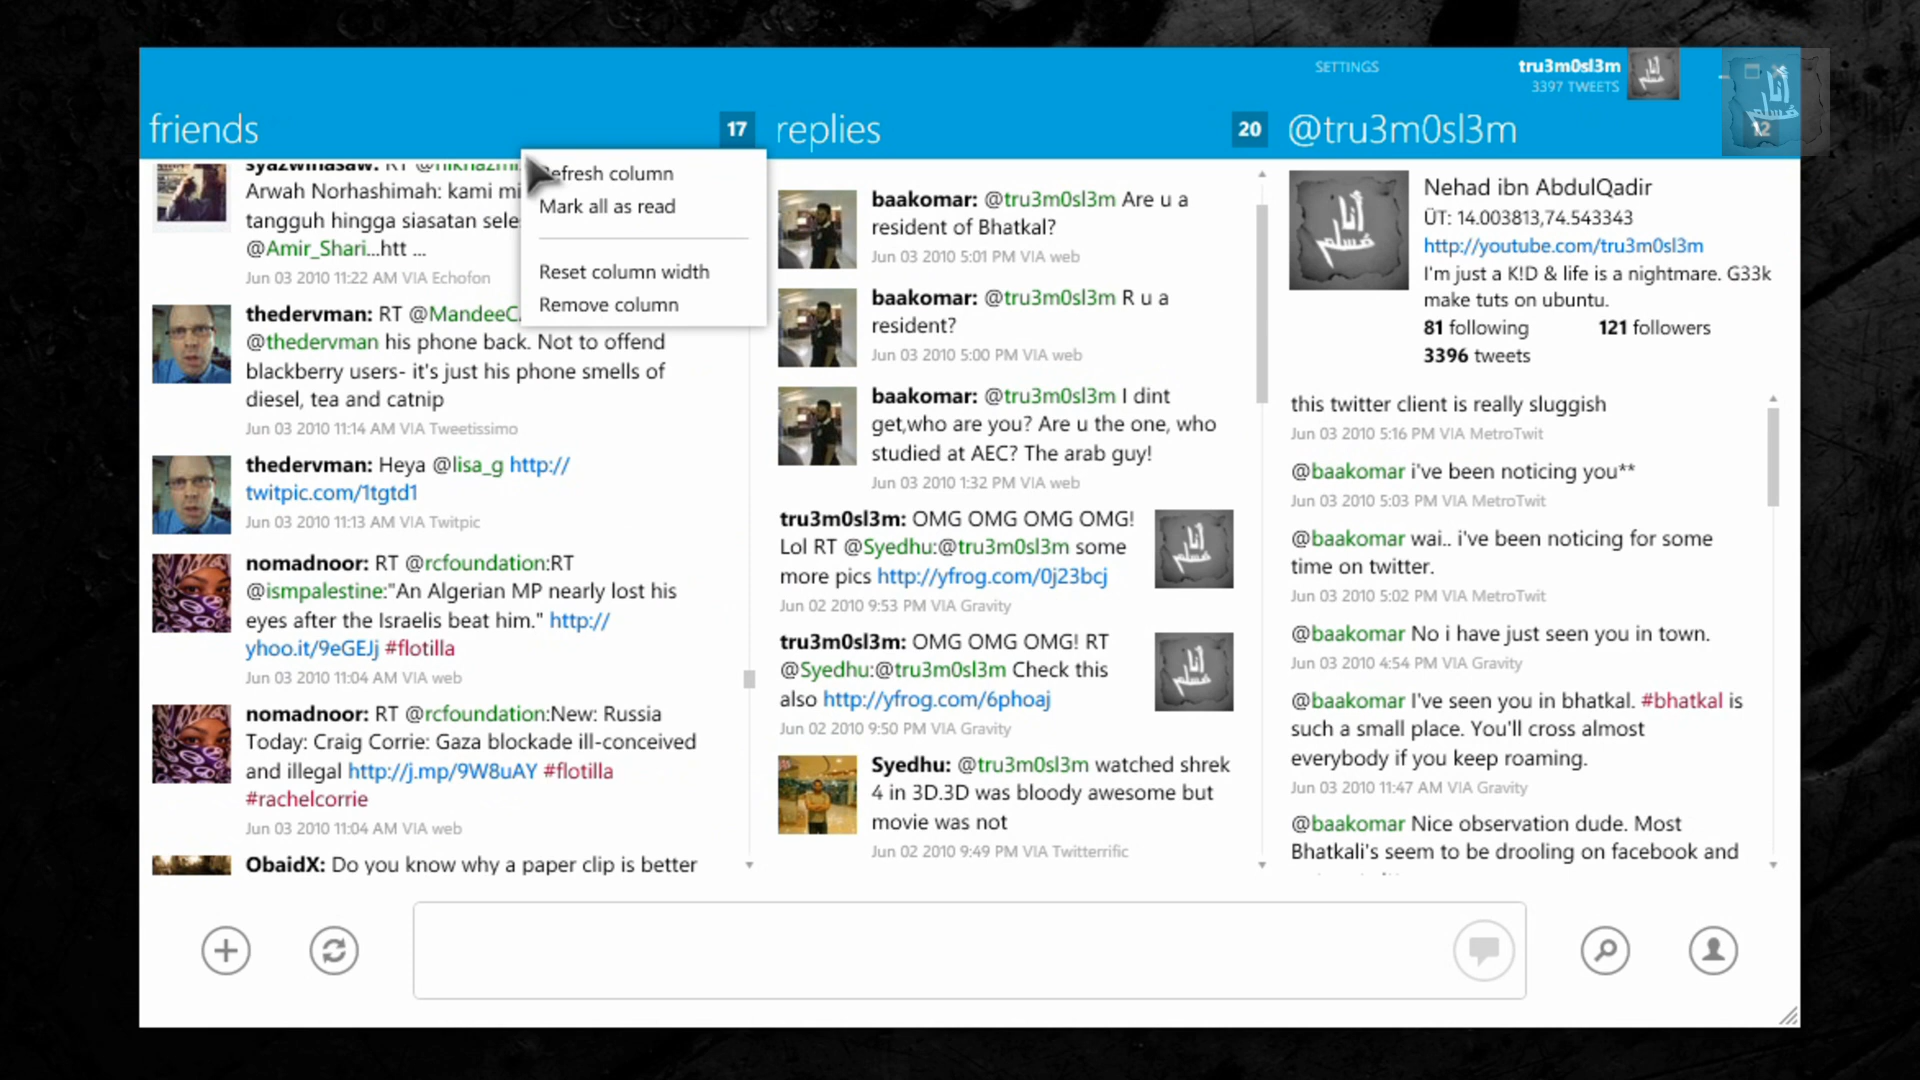 SETTINGS
tru3m0sl3m
3397 TWEETS
friends
17
replies
20
@tru3m0sl3m
12
syazwinasaw: RT
Arwah Norhashimah: kami mi
tangguh hingga siasatan sele
@Amir_Shari...htt ...
Jun 03 2010 11:22 AM VIA Echofon
Refresh column
Mark all as read
Reset column width
Remove column
thedervman: RT @MandeeC
@thedervman his phone back. Not to offend
blackberry users- it's just his phone smells of
diesel, tea and catnip
Jun 03 2010 11:14 AM VIA Tweetissimo
thedervman: Heya @lisa_g http://
twitpic.com/1tgtd1
Jun 03 2010 11:13 AM VIA Twitpic
nomadnoor: RT @rcfoundation:RT
@ismpalestine:"An Algerian MP nearly lost his
eyes after the Israelis beat him." http://
yhoo.it/9eGEJj #flotilla
Jun 03 2010 11:04 AM VIA web
nomadnoor: RT @rcfoundation:New: Russia
Today: Craig Corrie: Gaza blockade ill-conceived
and illegal http://j.mp/9W8uAY #flotilla
#rachelcorrie
Jun 03 2010 11:04 AM VIA web
ObaidX: Do you know why a paper clip is better
baakomar: @tru3m0sl3m Are u a
resident of Bhatkal?
Jun 03 2010 5:01 PM VIA web
baakomar: @tru3m0sl3m R u a
resident?
Jun 03 2010 5:00 PM VIA web
baakomar: @tru3m0sl3m I dint
get,who are you? Are u the one, who
studied at AEC? The arab guy!
Jun 03 2010 1:32 PM VIA web
tru3m0sl3m: OMG OMG OMG OMG!
Lol RT @Syedhu:@tru3m0sl3m some
more pics http://yfrog.com/0j23bcj
Jun 02 2010 9:53 PM VIA Gravity
tru3m0sl3m: OMG OMG OMG! RT
@Syedhu:@tru3m0sl3m Check this
also http://yfrog.com/6phoaj
Jun 02 2010 9:50 PM VIA Gravity
Syedhu: @tru3m0sl3m watched shrek
4 in 3D.3D was bloody awesome but
movie was not
Jun 02 2010 9:49 PM VIA Twitterrific
أنا
مسلم
Nehad ibn AbdulQadir
ÜT: 14.003813,74.543343
http://youtube.com/tru3m0sl3m
I'm just a K!D & life is a nightmare. G33k
make tuts on ubuntu.
81 following 121 followers
3396 tweets
this twitter client is really sluggish
Jun 03 2010 5:16 PM VIA MetroTwit
@baakomar i've been noticing you**
Jun 03 2010 5:03 PM VIA MetroTwit
@baakomar wai.. i've been noticing for some
time on twitter.
Jun 03 2010 5:02 PM VIA MetroTwit
@baakomar No i have just seen you in town.
Jun 03 2010 4:54 PM VIA Gravity
@baakomar I've seen you in bhatkal. #bhatkal is
such a small place. You'll cross almost
everybody if you keep roaming.
Jun 03 2010 11:47 AM VIA Gravity
@baakomar Nice observation dude. Most
Bhatkali's seem to be drooling on facebook and